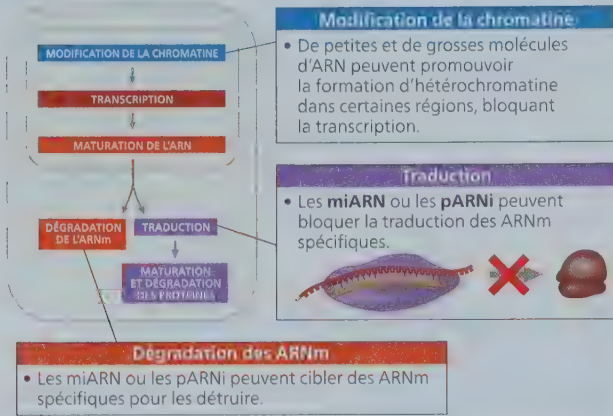 Modification de la chromatine
• De petites et de grosses molécules
d'ARN peuvent promouvoir
la formation d'hétérochromatine
dans certaines régions, bloquant
la transcription.
MODIFICATION DE LA CHROMATINE
TRANSCRIPTION
MATURATION DE L'ARN
DÉGRADATION
DE L'ARNm
TRADUCTION
MATURATION
ET DÉGRADATION
DES PROTÉINES
Traduction
• Les miARN ou les pARNi peuvent
bloquer la traduction des ARNm
spécifiques.
Dégradation des ARNm
• Les miARN ou les pARNi peuvent cibler des ARNm
spécifiques pour les détruire.